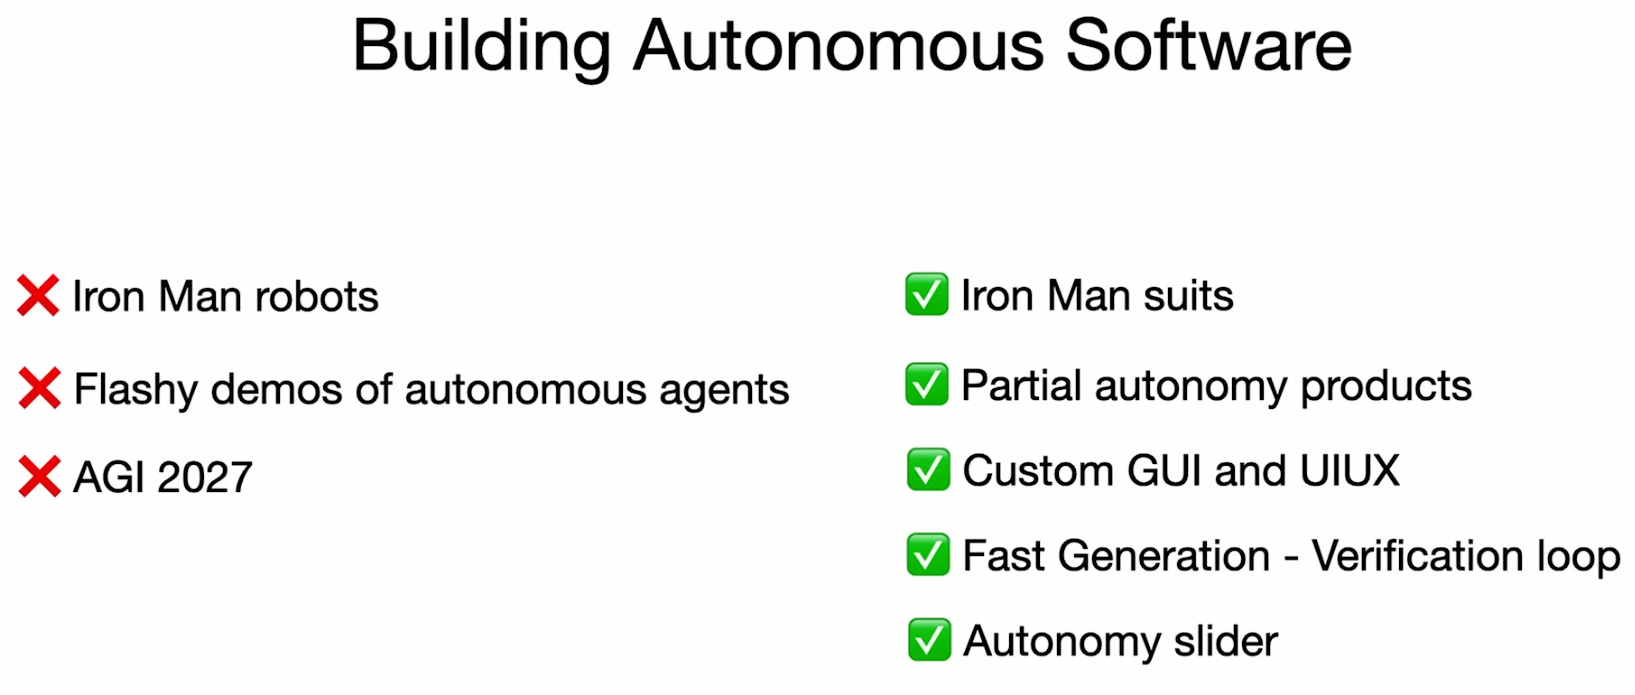 Building Autonomous Software
❌ Iron Man robots
❌ Flashy demos of autonomous agents
❌ AGI 2027
✅ Iron Man suits
✅ Partial autonomy products
✅ Custom GUI and UIUX
✅ Fast Generation - Verification loop
✅ Autonomy slider